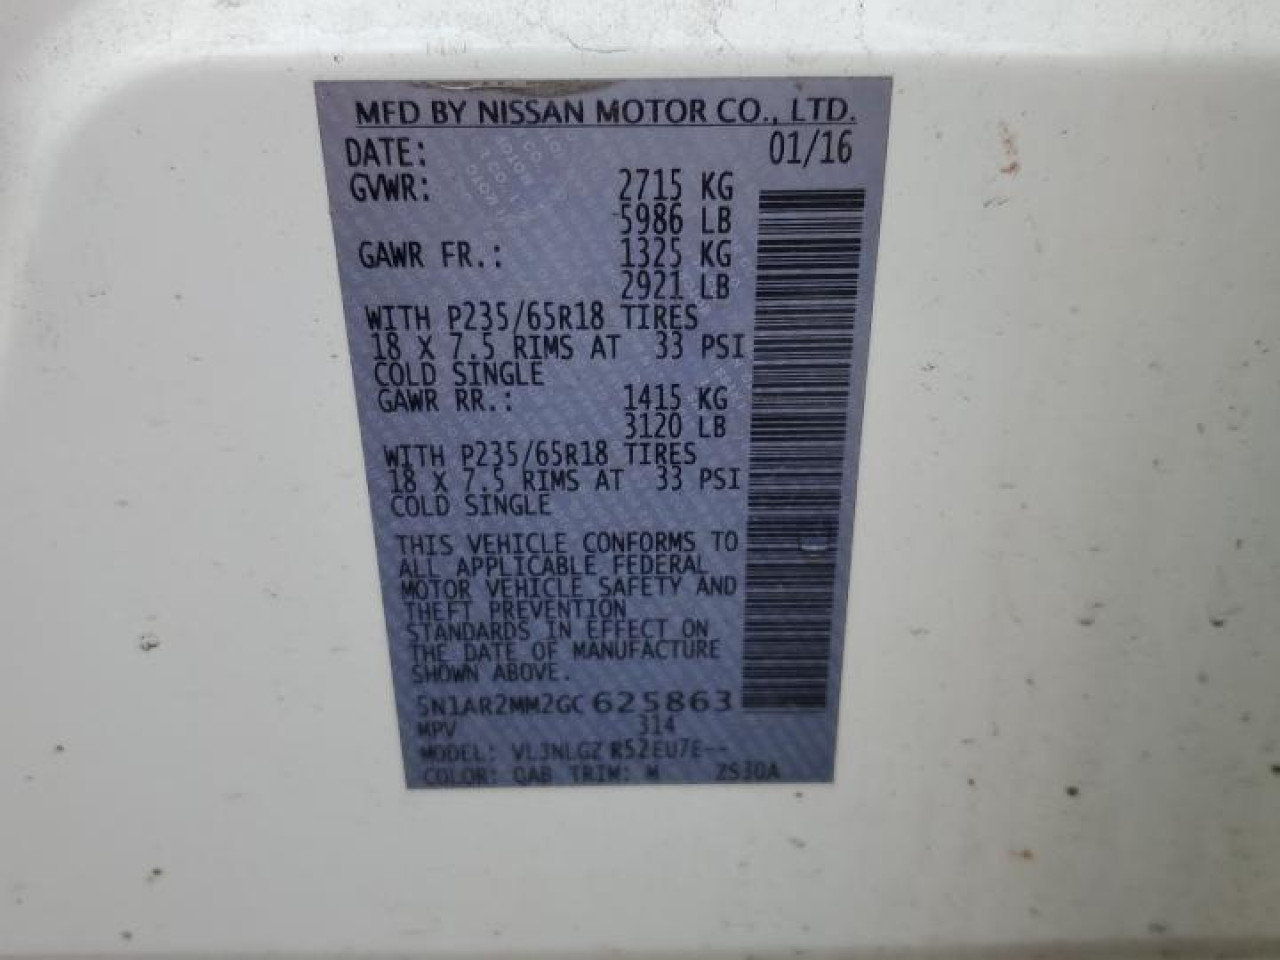 MFD BY NISSAN MOTOR CO., LTD.
DATE: 01/16
GVWR: 2715 KG
5986 LB
GAWR FR.: 1325 KG
2921 LB
WITH P235/65R18 TIRES
18 X 7.5 RIMS AT 33 PSI
COLD SINGLE
GAWR RR.: 1415 KG
3120 LB
WITH P235/65R18 TIRES
18 X 7.5 RIMS AT 33 PSI
COLD SINGLE
THIS VEHICLE CONFORMS TO
ALL APPLICABLE FEDERAL
MOTOR VEHICLE SAFETY AND
THEFT PREVENTION
STANDARDS IN EFFECT ON
THE DATE OF MANUFACTURE
SHOWN ABOVE.
5N1AR2MM2GC625863
MPV 314
MODEL: VL3NLGZ R52EU7E--
COLOR: QAB TRIM: M ZS30A